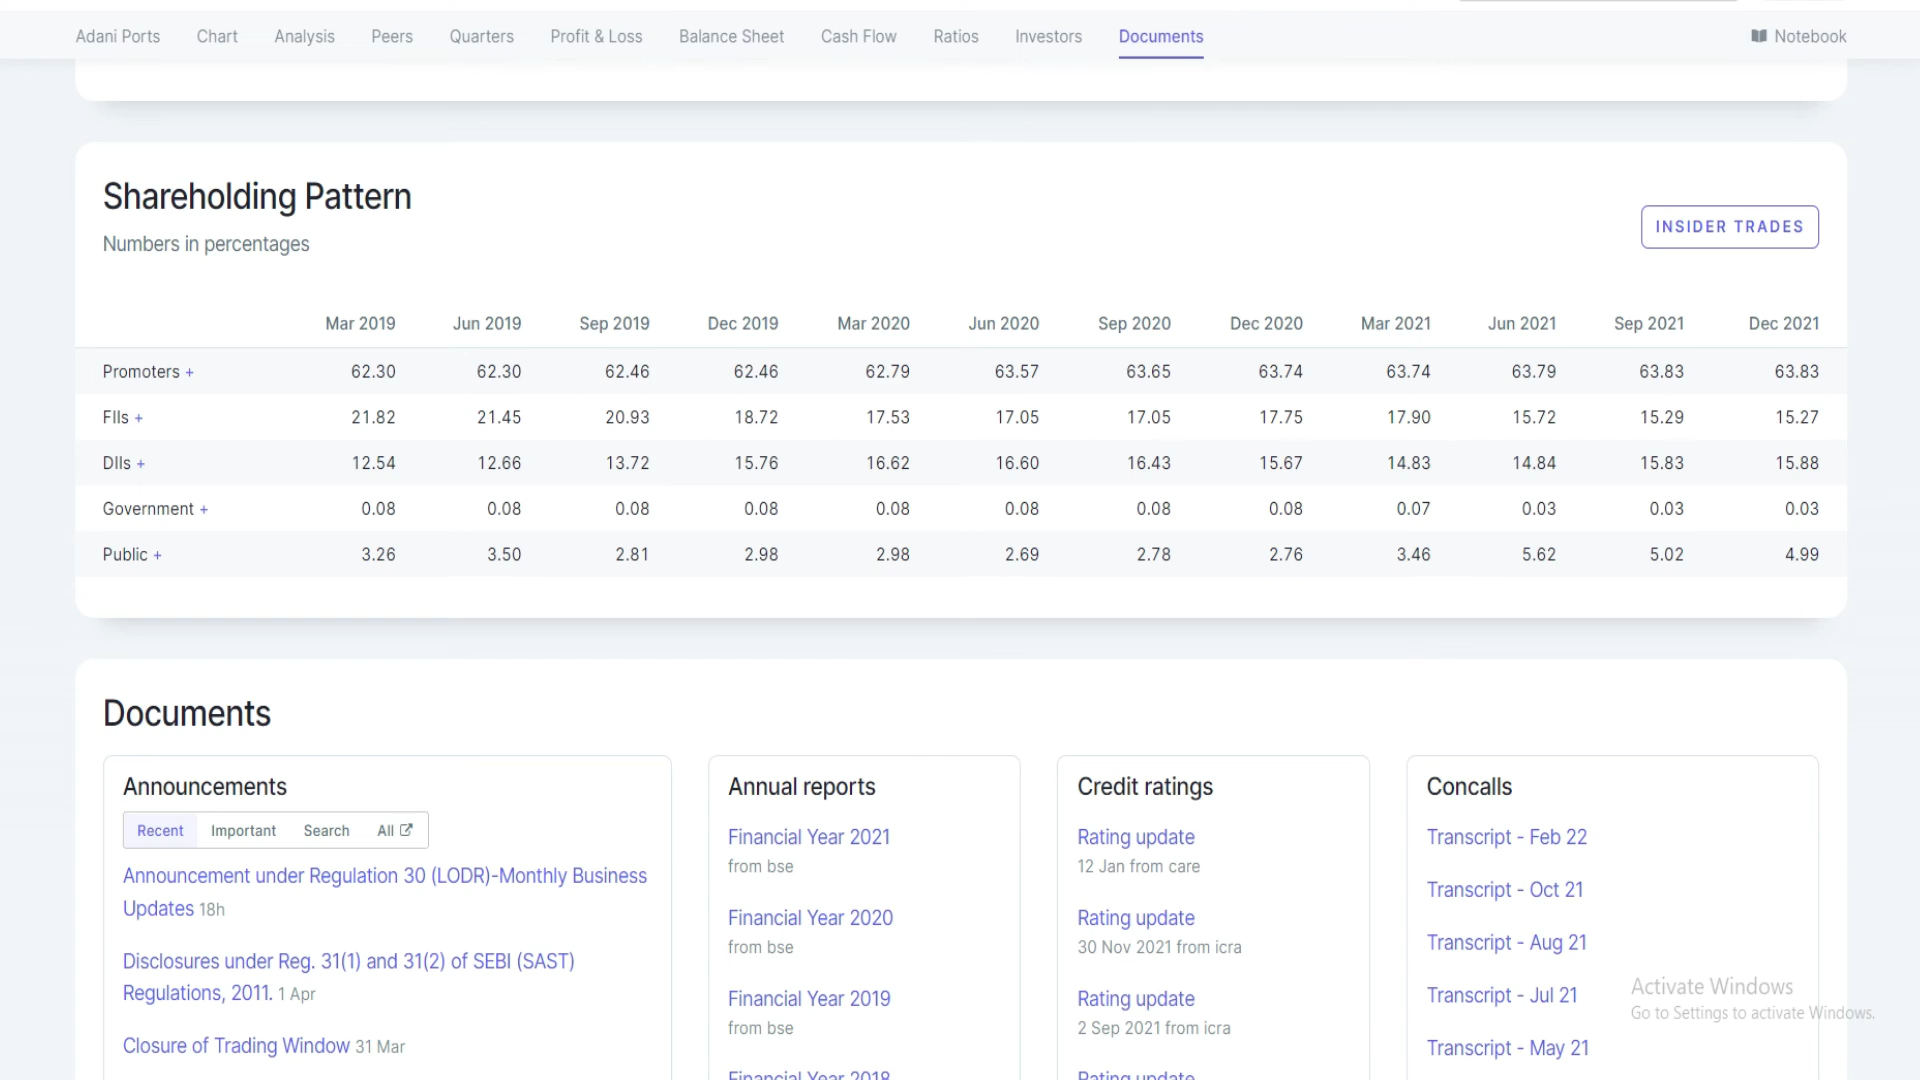 Adani Ports Chart Analysis Peers Quarters Profit & Loss Balance Sheet Cash Flow Ratios Investors Documents Notebook
Shareholding Pattern
Numbers in percentages
INSIDER TRADES
Mar 2019 Jun 2019 Sep 2019 Dec 2019 Mar 2020 Jun 2020 Sep 2020 Dec 2020 Mar 2021 Jun 2021 Sep 2021 Dec 2021
Promoters + 62.30 62.30 62.46 62.46 62.79 63.57 63.65 63.74 63.74 63.79 63.83 63.83
FIIs + 21.82 21.45 20.93 18.72 17.53 17.05 17.05 17.75 17.90 15.72 15.29 15.27
DIIs + 12.54 12.66 13.72 15.76 16.62 16.60 16.43 15.67 14.83 14.84 15.83 15.88
Government + 0.08 0.08 0.08 0.08 0.08 0.08 0.08 0.08 0.07 0.03 0.03 0.03
Public + 3.26 3.50 2.81 2.98 2.98 2.69 2.78 2.76 3.46 5.62 5.02 4.99
Documents
Announcements
Recent Important Search All
Announcement under Regulation 30 (LODR)-Monthly Business
Updates 18h
Disclosures under Reg. 31(1) and 31(2) of SEBI (SAST)
Regulations, 2011. 1 Apr
Closure of Trading Window 31 Mar
Annual reports
Financial Year 2021
from bse
Financial Year 2020
from bse
Financial Year 2019
from bse
Financial Year 2018
Credit ratings
Rating update
12 Jan from care
Rating update
30 Nov 2021 from icra
Rating update
2 Sep 2021 from icra
Rating update
Concalls
Transcript - Feb 22
Transcript - Oct 21
Transcript - Aug 21
Transcript - Jul 21
Transcript - May 21
Activate Windows
Go to Settings to activate Windows.